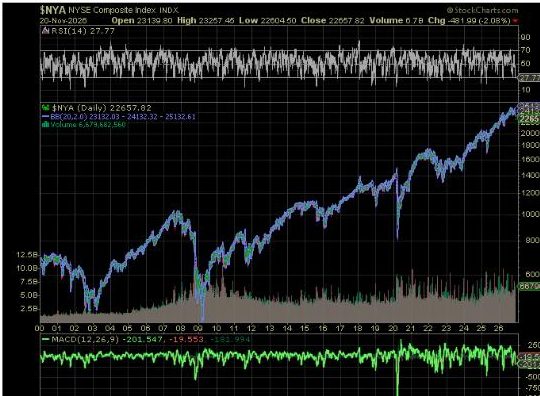 $NYA NYSE Composite Index INDX © StockCharts.com
20-Nov-2026 Open 23139.80 High 23257.45 Low 22604.50 Close 22657.82 Volume 6.7B Chg -481.99 (-2.08%)
RSI(14) 27.77
90
70
50
27.77
10
$NYA (Daily) 22657.82
BB(20,2.0) 23132.03 - 24132.32 - 25132.61
Volume 6,679,682,560
2000
1800
1600
1400
1200
1000
800
600
12.5B
10.0B
7.5B
5.0B
2.5B
00 01 02 03 04 05 06 07 08 09 10 11 12 13 14 15 16 17 18 19 20 21 22 23 24 25 26
MACD(12,26,9) -201.547, -19.553 -181.994
250
-500
-750